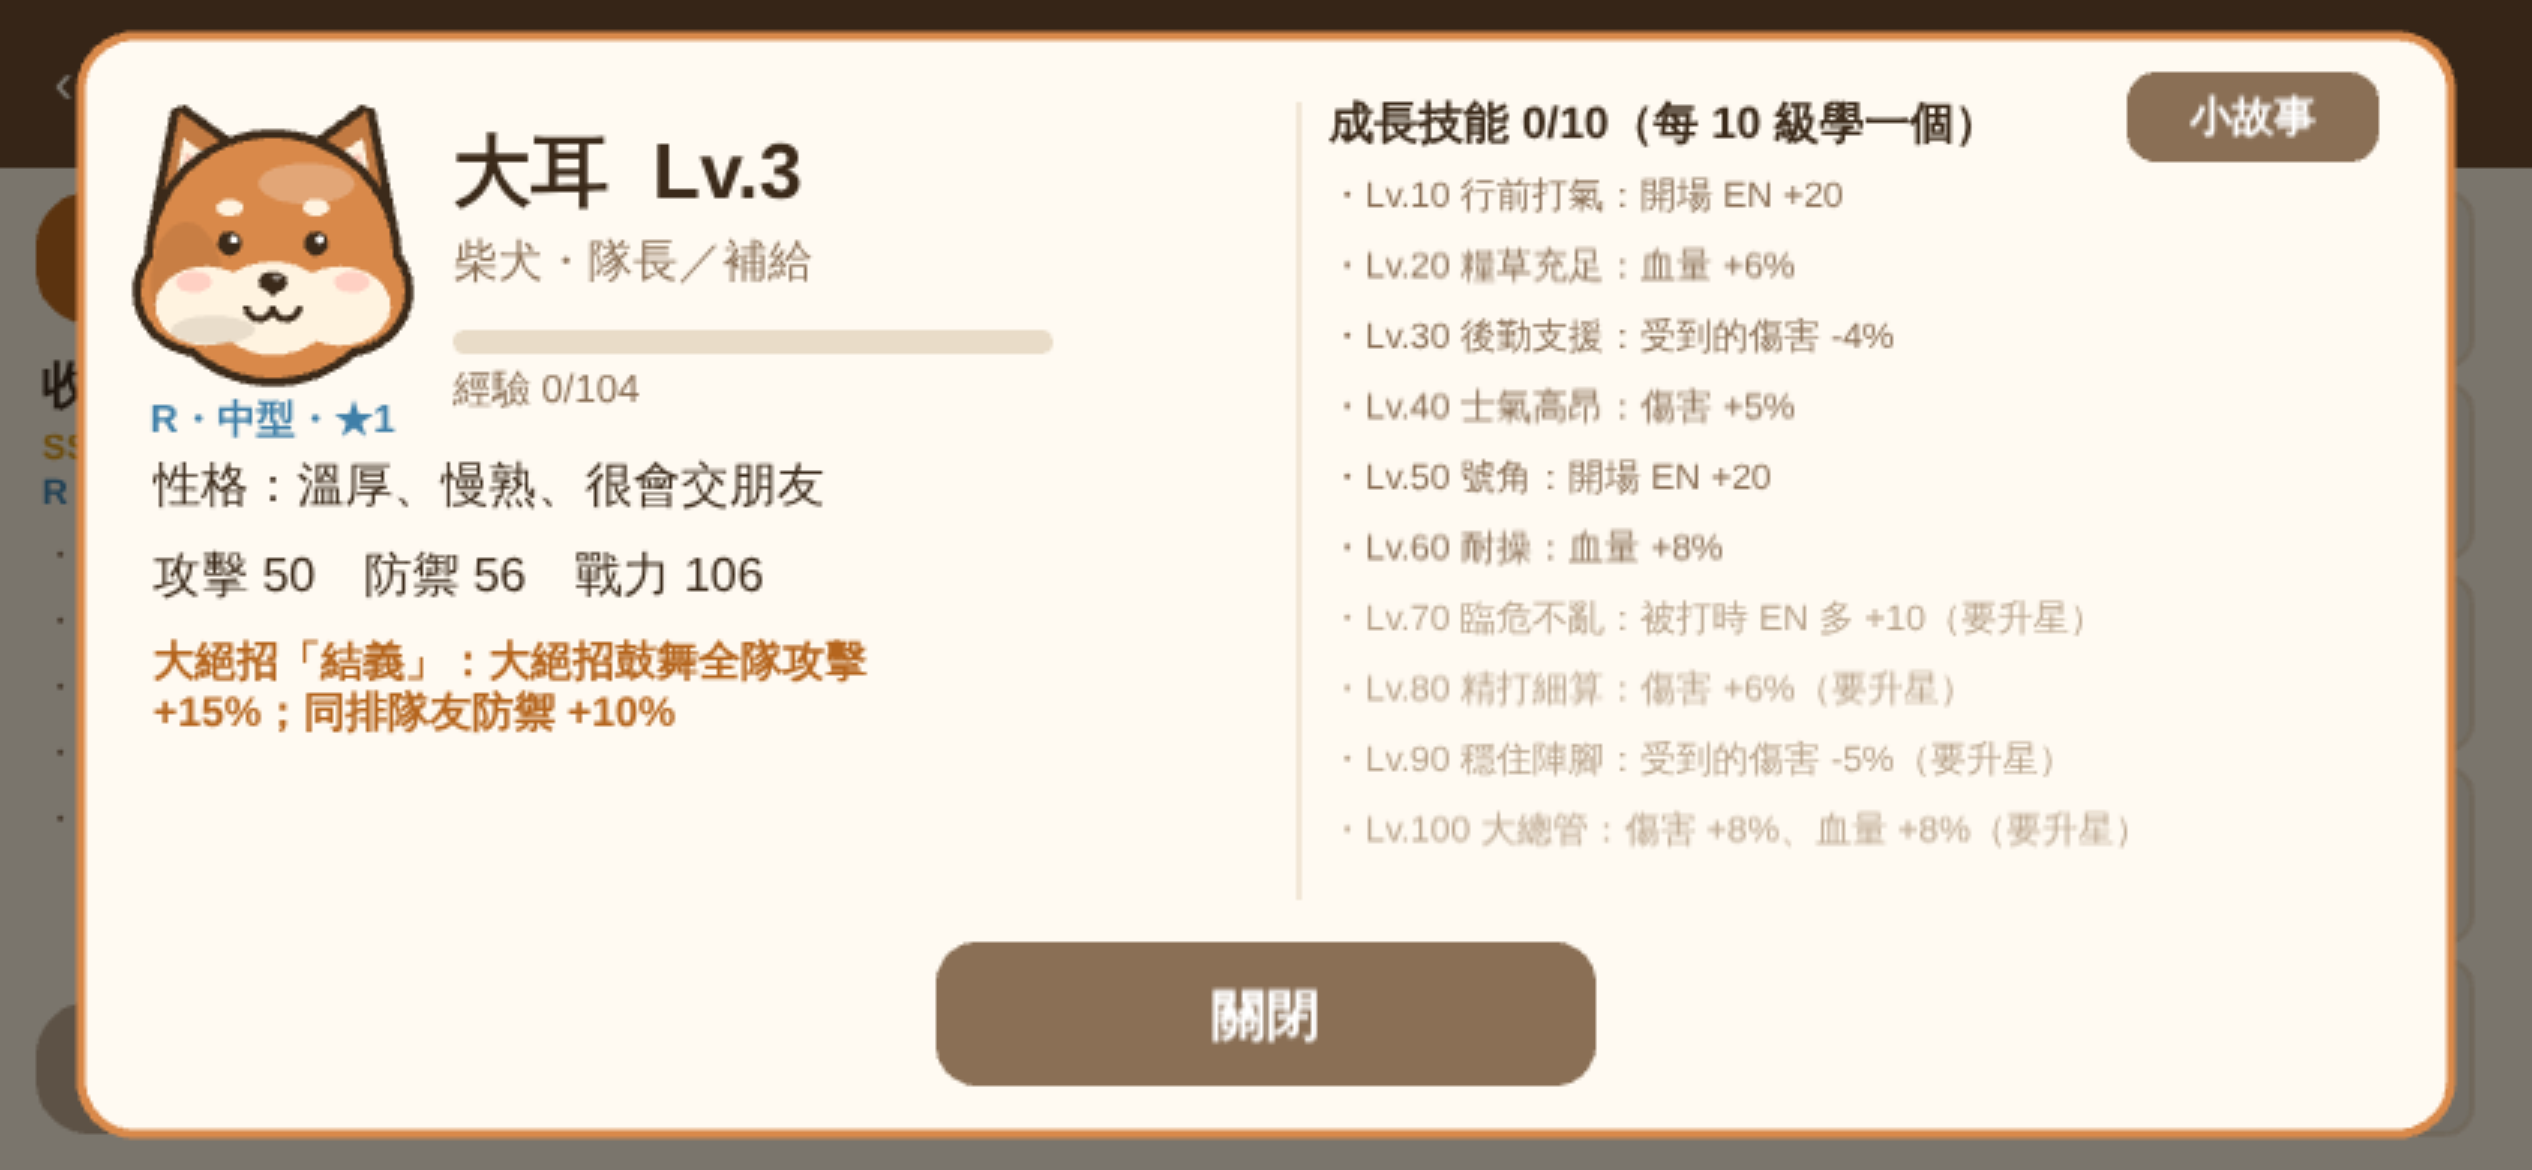 大耳 Lv.3
柴犬・隊長／補給
經驗 0/104
R・中型・★1
性格：溫厚、慢熟、很會交朋友
攻擊 50　防禦 56　戰力 106
大絕招「結義」：大絕招鼓舞全隊攻擊
+15%；同排隊友防禦 +10%
成長技能 0/10（每 10 級學一個）
小故事
・Lv.10 行前打氣：開場 EN +20
・Lv.20 糧草充足：血量 +6%
・Lv.30 後勤支援：受到的傷害 -4%
・Lv.40 士氣高昂：傷害 +5%
・Lv.50 號角：開場 EN +20
・Lv.60 耐操：血量 +8%
・Lv.70 臨危不亂：被打時 EN 多 +10（要升星）
・Lv.80 精打細算：傷害 +6%（要升星）
・Lv.90 穩住陣腳：受到的傷害 -5%（要升星）
・Lv.100 大總管：傷害 +8%、血量 +8%（要升星）
關閉
收
R